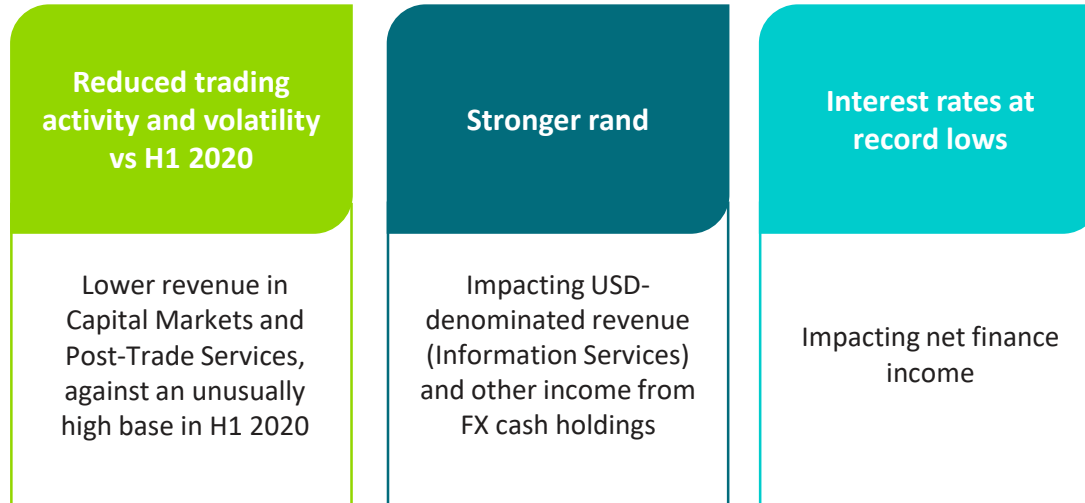 Reduced trading
activity and volatility
vs H1 2020
Lower revenue in
Capital Markets and
Post-Trade Services,
against an unusually
high base in H1 2020
Stronger rand
Impacting USD-
denominated revenue
(Information Services)
and other income from
FX cash holdings
Interest rates at
record lows
Impacting net finance
income